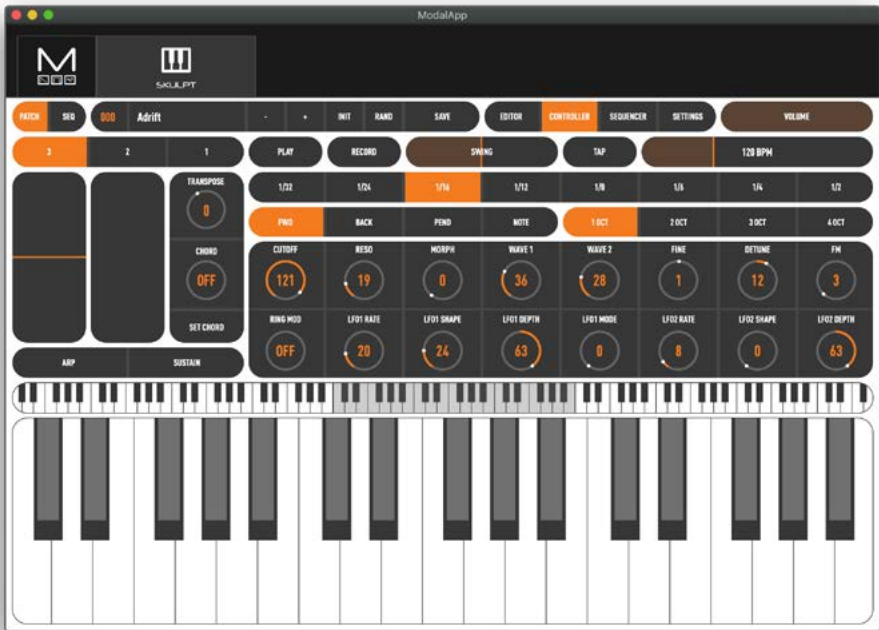 ModalApp
M
SKULPT
PATCH SEQ 000 Adrift - + INIT RAND SAVE EDITOR CONTROLLER SEQUENCER SETTINGS VOLUME
3 2 1 PLAY RECORD SWING TAP 120 BPM
TRANSPOSE 1/32 1/24 1/16 1/12 1/8 1/6 1/4 1/2
0
FWD BACK PEND NOTE 1 OCT 2 OCT 3 OCT 4 OCT
CHORD CUTOFF RESO MORPH WAVE 1 WAVE 2 FINE DETUNE FM
OFF 121 19 0 36 28 1 12 3
SET CHORD RING MOD LFO1 RATE LFO1 SHAPE LFO1 DEPTH LFO1 MODE LFO2 RATE LFO2 SHAPE LFO2 DEPTH
OFF 20 24 63 0 8 0 63
ARP SUSTAIN